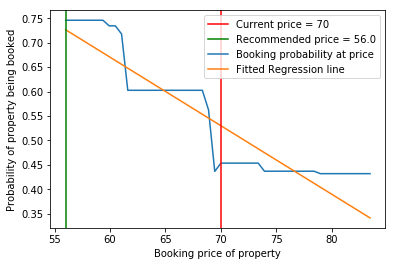 0.75
0.70
0.65
0.60
0.55
0.50
0.45
0.40
0.35
Probability of property being booked
Current price = 70
Recommended price = 56.0
Booking probability at price
Fitted Regression line
55
60
65
70
75
80
Booking price of property